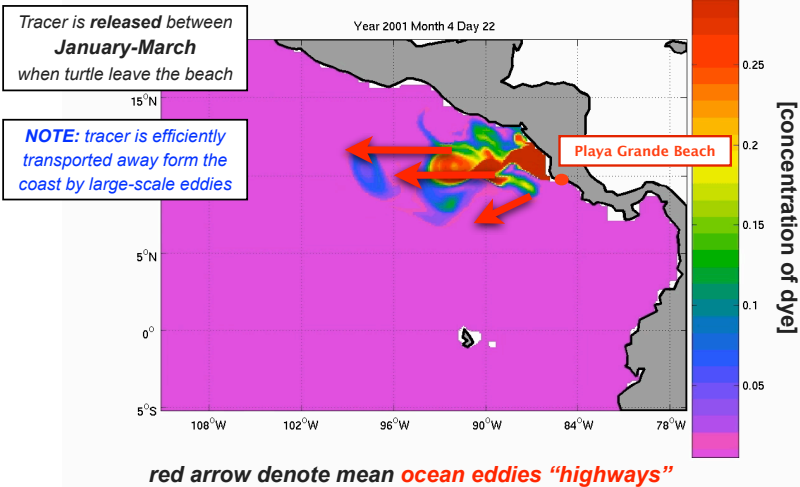 Tracer is released between
January-March
when turtle leave the beach
Year 2001 Month 4 Day 22
NOTE: tracer is efficiently
transported away form the
coast by large-scale eddies
Playa Grande Beach
15°N
5°N
0°
5°S
108°W 102°W 96°W 90°W 84°W 78°W
0.25
0.2
0.15
0.1
0.05
[concentration of dye]
red arrow denote mean ocean eddies “highways”